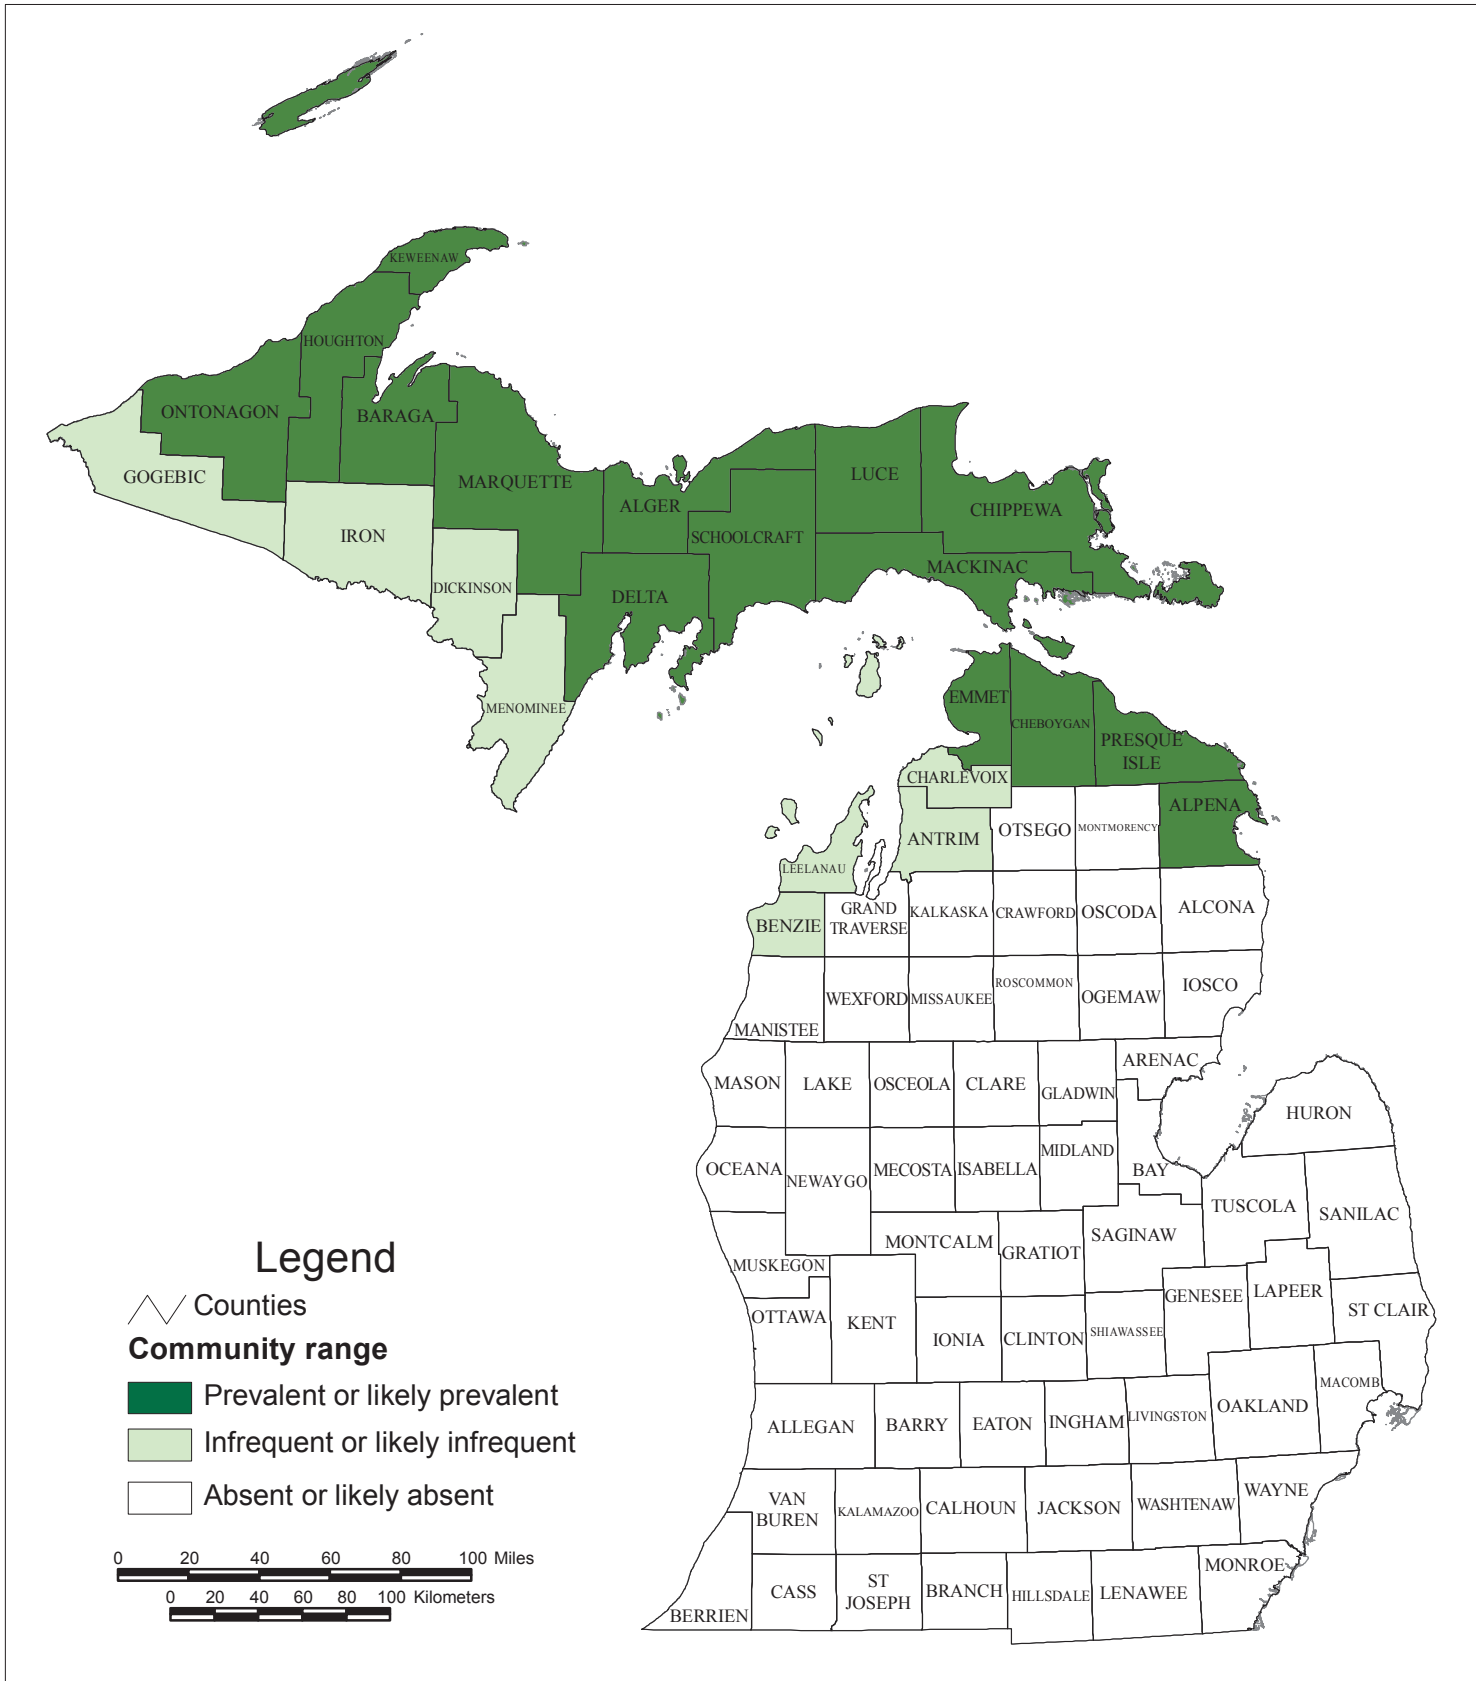 KEWEENAW
HOUGHTON
ONTONAGON
BARAGA
GOGEBIC
MARQUETTE
LUCE
ALGER
CHIPPEWA
IRON
SCHOOLCRAFT
MACKINAC
DICKINSON
DELTA
EMMET
MENOMINEE
CHEBOYGAN
PRESQUE
ISLE
CHARLEVOIX
ALPENA
OTSEGO
MONTMORENCY
ANTRIM
LEELANAU
BENZIE
GRAND
TRAVERSE
KALKASKA
CRAWFORD
OSCODA
ALCONA
MANISTEE
WEXFORD
MISSAUKEE
ROSCOMMON
OGEMAW
IOSCO
ARENAC
MASON
LAKE
OSCEOLA
CLARE
GLADWIN
HURON
OCEANA
NEWAYGO
MECOSTA
ISABELLA
MIDLAND
BAY
TUSCOLA
SANILAC
MONTCALM
GRATIOT
SAGINAW
MUSKEGON
GENESEE
LAPEER
ST CLAIR
OTTAWA
KENT
IONIA
CLINTON
SHIAWASSEE
MACOMB
ALLEGAN
BARRY
EATON
INGHAM
LIVINGSTON
OAKLAND
VAN
BUREN
KALAMAZOO
CALHOUN
JACKSON
WASHTENAW
WAYNE
BERRIEN
CASS
ST
JOSEPH
BRANCH
HILLSDALE
LENAWEE
MONROE
Legend
Counties
Community range
Prevalent or likely prevalent
Infrequent or likely infrequent
Absent or likely absent
0 20 40 60 80 100 Miles
0 20 40 60 80 100 Kilometers